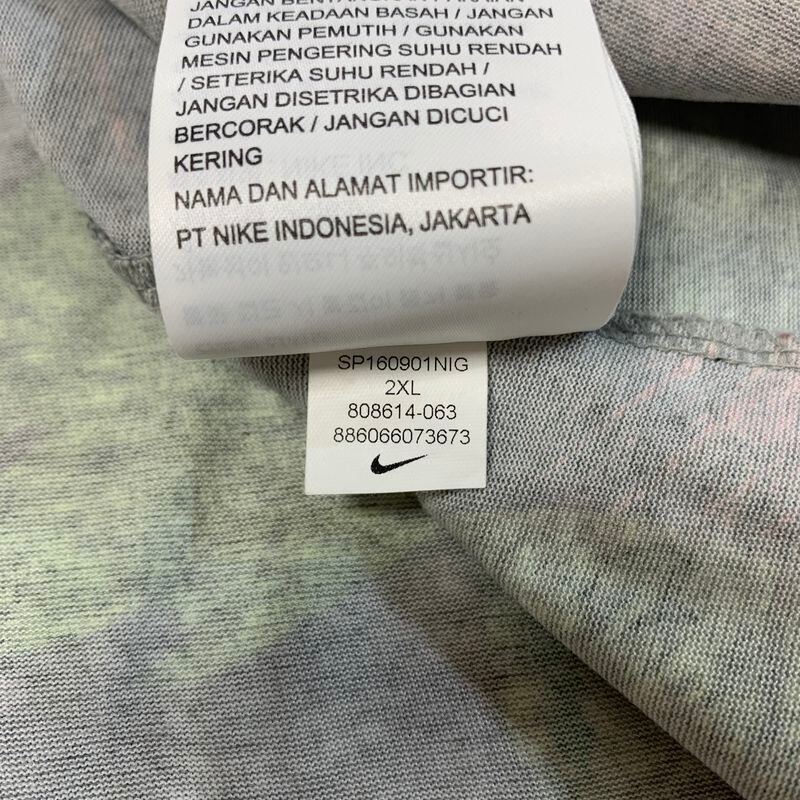 JANGAN
DALAM KEADAAN BASAH / JANGAN
GUNAKAN PEMUTIH / GUNAKAN
MESIN PENGERING SUHU RENDAH
/ SETERIKA SUHU RENDAH /
JANGAN DISETRIKA DIBAGIAN
BERCORAK / JANGAN DICUCI
KERING
NAMA DAN ALAMAT IMPORTIR:
PT NIKE INDONESIA, JAKARTA
SP160901NIG
2XL
808614-063
886066073673